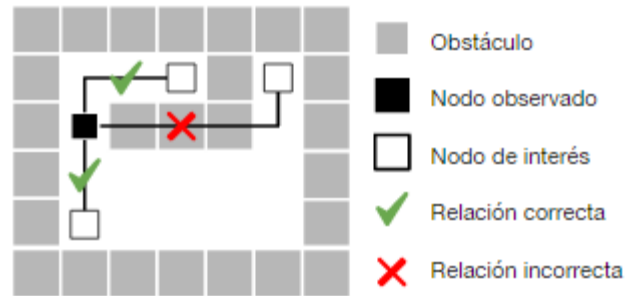 Obstáculo
Nodo observado
Nodo de interés
Relación correcta
Relación incorrecta